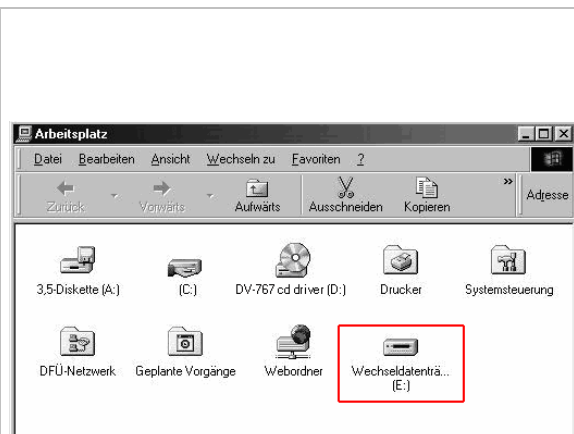 Arbeitsplatz
Datei Bearbeiten Ansicht Wechseln zu Favoriten ?
Zurück Vorwärts Aufwärts Ausschneiden Kopieren » Adresse
3,5-Diskette (A:) (C:) DV-767 cd driver (D:) Drucker Systemsteuerung
DFÜ-Netzwerk Geplante Vorgänge Webordner Wechseldatenträ...
(E:)